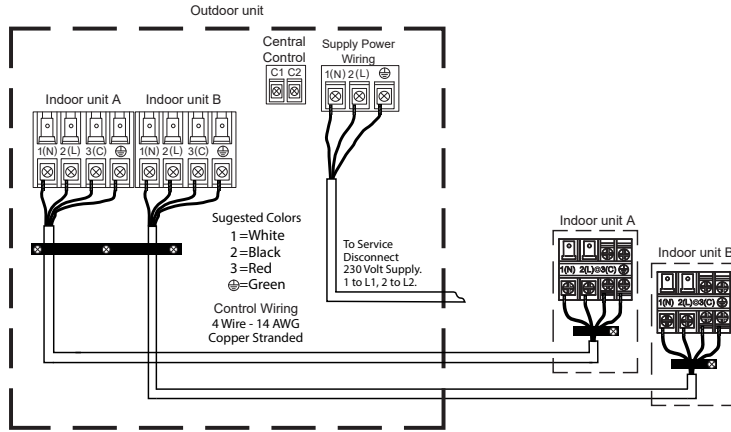 Outdoor unit
Central
Control
C1 C2
Supply Power
Wiring
1(N) 2(L)
Indoor unit A
Indoor unit B
1(N) 2(L) 3(C)
1(N) 2(L) 3(C)
Sugested Colors
1=White
2=Black
3=Red
=Green
Control Wiring
4 Wire - 14 AWG
Copper Stranded
To Service
Disconnect
230 Volt Supply.
1 to L1, 2 to L2.
Indoor unit A
1(N) 2(L) 3(C)
Indoor unit B
1(N) 2(L) 3(C)